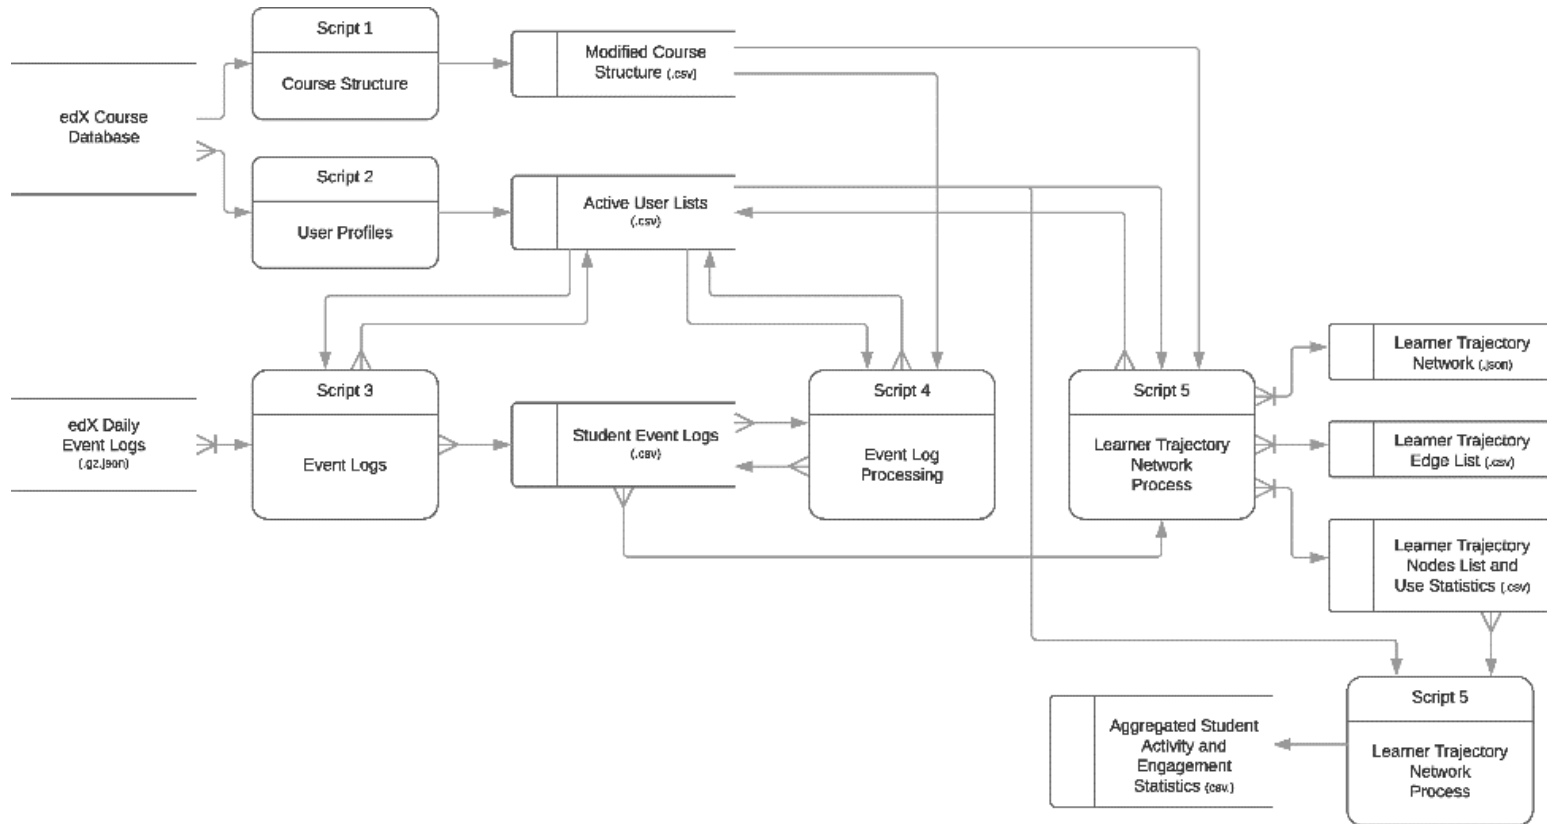 Script 1
Course Structure
edX Course
Database
Script 2
User Profiles
Modified Course
Structure (.csv)
Active User Lists
(.csv)
edX Daily
Event Logs
(.gz.json)
Script 3
Event Logs
Student Event Logs
(.csv)
Script 4
Event Log
Processing
Script 5
Learner Trajectory
Network
Process
Learner Trajectory
Network (.json)
Learner Trajectory
Edge List (.csv)
Learner Trajectory
Nodes List and
Use Statistics (.csv)
Aggregated Student
Activity and
Engagement
Statistics (csv.)
Script 5
Learner Trajectory
Network
Process